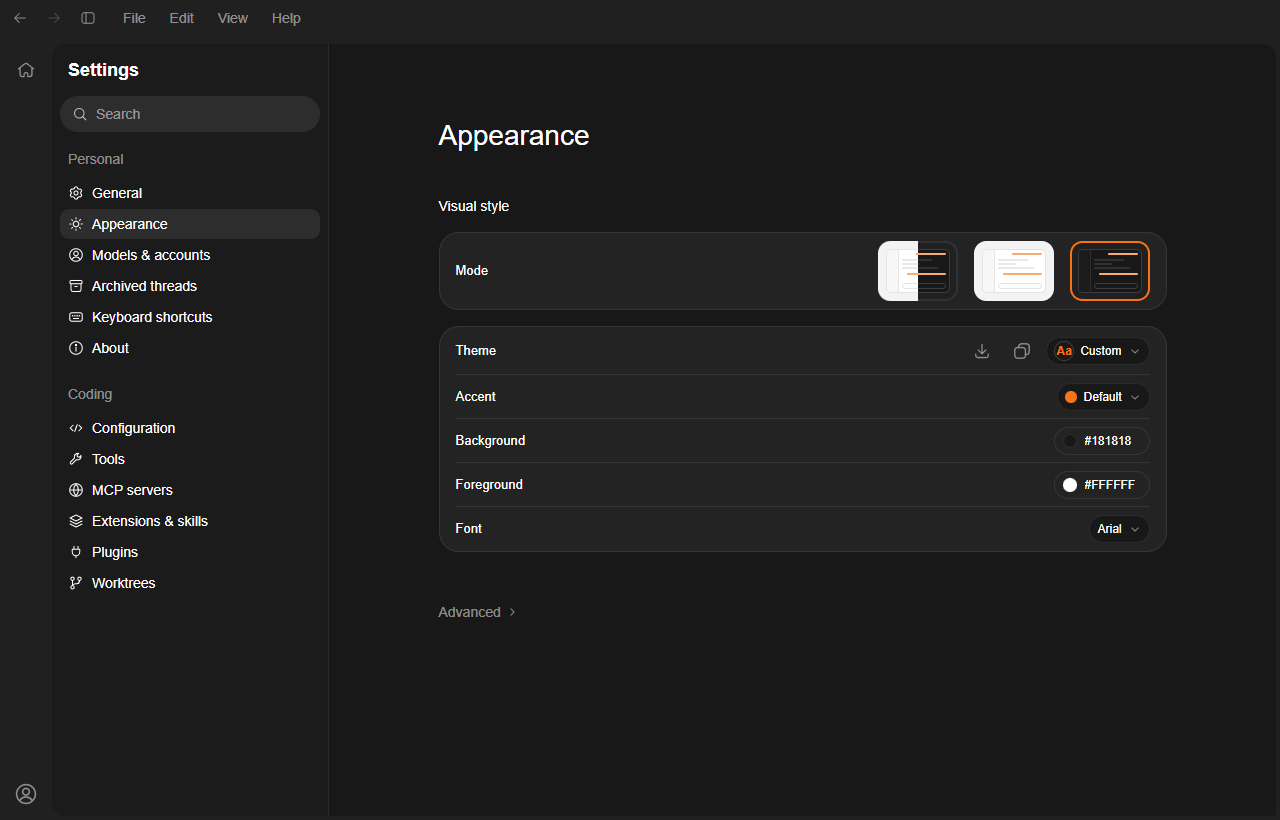 File Edit View Help
Settings
Search
Personal
General
Appearance
Models & accounts
Archived threads
Keyboard shortcuts
About
Coding
Configuration
Tools
MCP servers
Extensions & skills
Plugins
Worktrees
Appearance
Visual style
Mode
Theme Aa Custom
Accent Default
Background #181818
Foreground #FFFFFF
Font Arial
Advanced